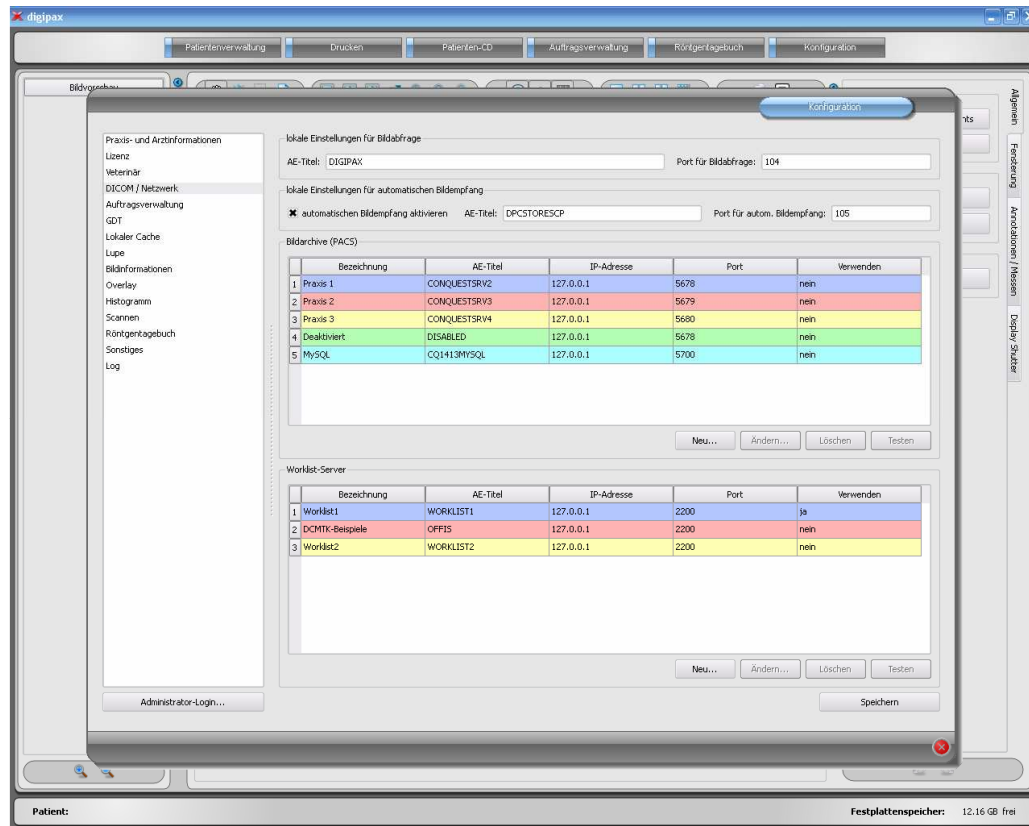 digipax
Patientenverwaltung Drucken Patienten-CD Auftragsverwaltung Röntgentagebuch Konfiguration
Konfiguration
Allgemein
Fensterung
Annotationen / Messen
Display Shutter
Praxis- und Arztinformationen
Lizenz
Veterinär
DICOM / Netzwerk
Auftragsverwaltung
GDT
Lokaler Cache
Lupe
Bildinformationen
Overlay
Histogramm
Scannen
Röntgentagebuch
Sonstiges
Log
Administrator-Login...
lokale Einstellungen für Bildabfrage
AE-Titel: DIGIPAX Port für Bildabfrage: 104
lokale Einstellungen für automatischen Bildempfang
automatischen Bildempfang aktivieren AE-Titel: DPCSTORESCP Port für autom. Bildempfang: 105
Bildarchive (PACS)
Bezeichnung AE-Titel IP-Adresse Port Verwenden
1 Praxis 1 CONQUESTSRV2 127.0.0.1 5678 nein
2 Praxis 2 CONQUESTSRV3 127.0.0.1 5679 nein
3 Praxis 3 CONQUESTSRV4 127.0.0.1 5680 nein
4 Deaktiviert DISABLED 127.0.0.1 5678 nein
5 MySQL CQ1413MYSQL 127.0.0.1 5700 nein
Neu... Ändern... Löschen Testen
Worklist-Server
Bezeichnung AE-Titel IP-Adresse Port Verwenden
1 Worklist1 WORKLIST1 127.0.0.1 2200 ja
2 DCMTK-Beispiele OFFIS 127.0.0.1 2200 nein
3 Worklist2 WORKLIST2 127.0.0.1 2200 nein
Neu... Ändern... Löschen Testen
Speichern
Patient: Festplattenspeicher: 12.16 GB frei